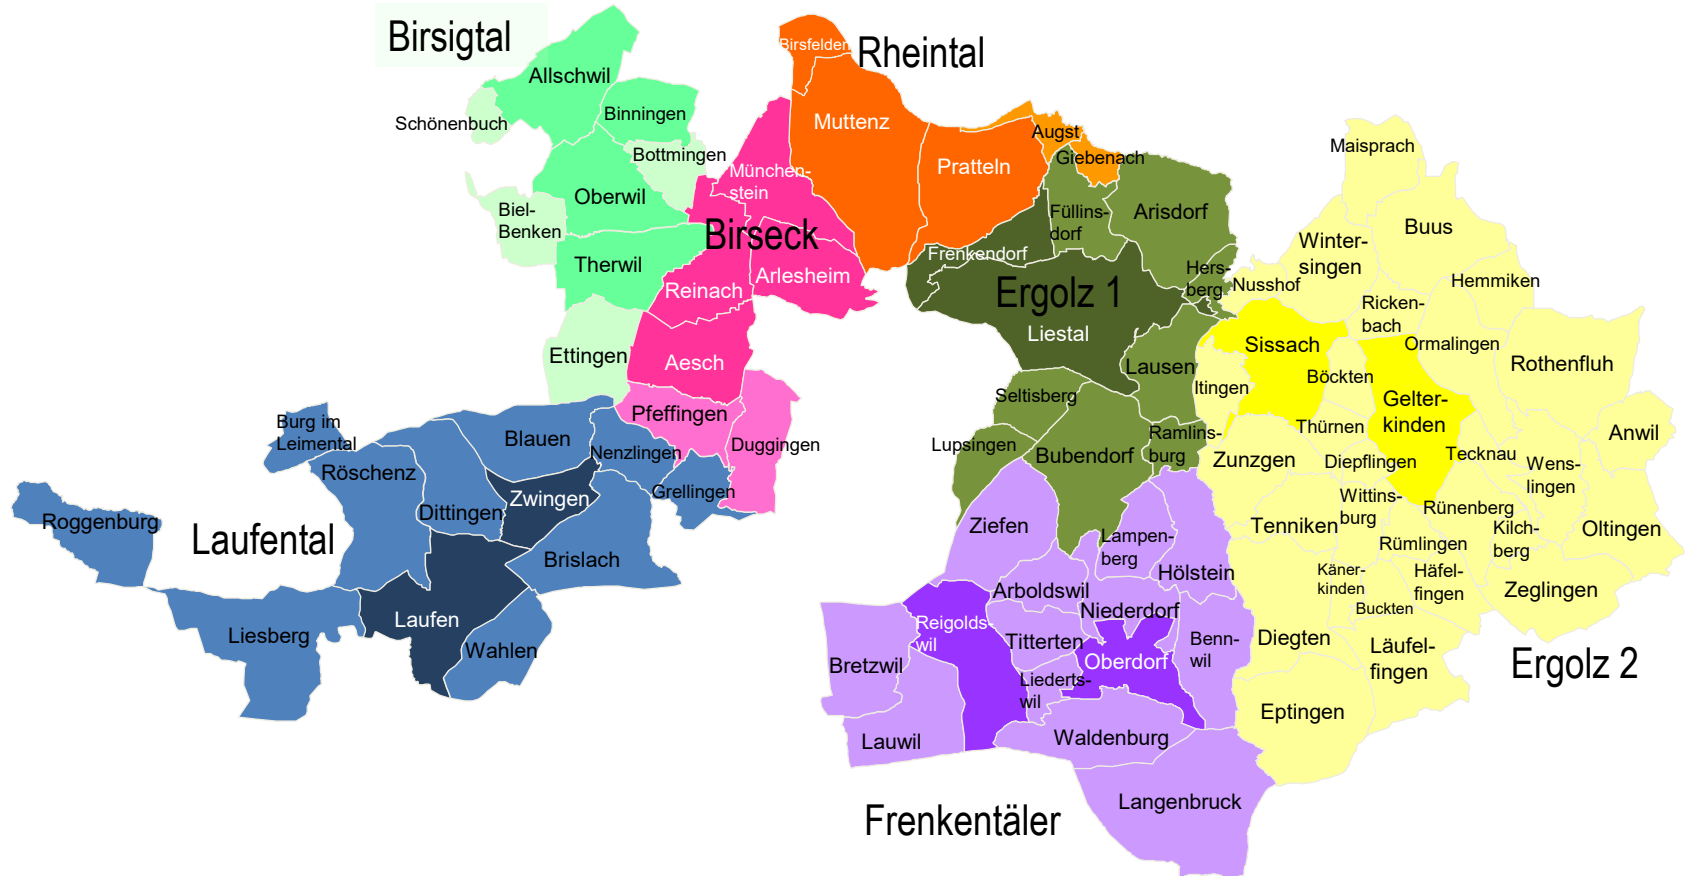 Birsigtal
Allschwil
Schönenbuch
Binningen
Bottmingen
Oberwil
Biel-
Benken
Therwil
Ettingen
Rheintal
Birsfelden
Muttenz
Pratteln
Augst
Giebenach
Birseck
München-
stein
Arlesheim
Reinach
Aesch
Pfeffingen
Duggingen
Laufental
Burg im
Leimental
Blauen
Nenzlingen
Röschenz
Dittingen
Zwingen
Grellingen
Roggenburg
Brislach
Laufen
Liesberg
Wahlen
Ergolz 1
Füllins-
dorf
Arisdorf
Frenkendorf
Hers-
berg
Liestal
Lausen
Seltisberg
Lupsingen
Bubendorf
Ramlins-
burg
Frenkentäler
Ziefen
Lampen-
berg
Hölstein
Arboldswil
Niederdorf
Reigolds-
wil
Titterten
Oberdorf
Benn-
wil
Bretzwil
Liederts-
wil
Lauwil
Waldenburg
Langenbruck
Ergolz 2
Maisprach
Buus
Winter-
singen
Hemmiken
Nusshof
Ricken-
bach
Ormalingen
Rothenfluh
Sissach
Böckten
Itingen
Gelter-
kinden
Thürnen
Anwil
Zunzgen
Diepflingen
Tecknau
Wens-
lingen
Wittins-
burg
Rünenberg
Tenniken
Rümlingen
Kilch-
berg
Oltingen
Käner-
kinden
Häfel-
fingen
Zeglingen
Buckten
Diegten
Läufel-
fingen
Eptingen